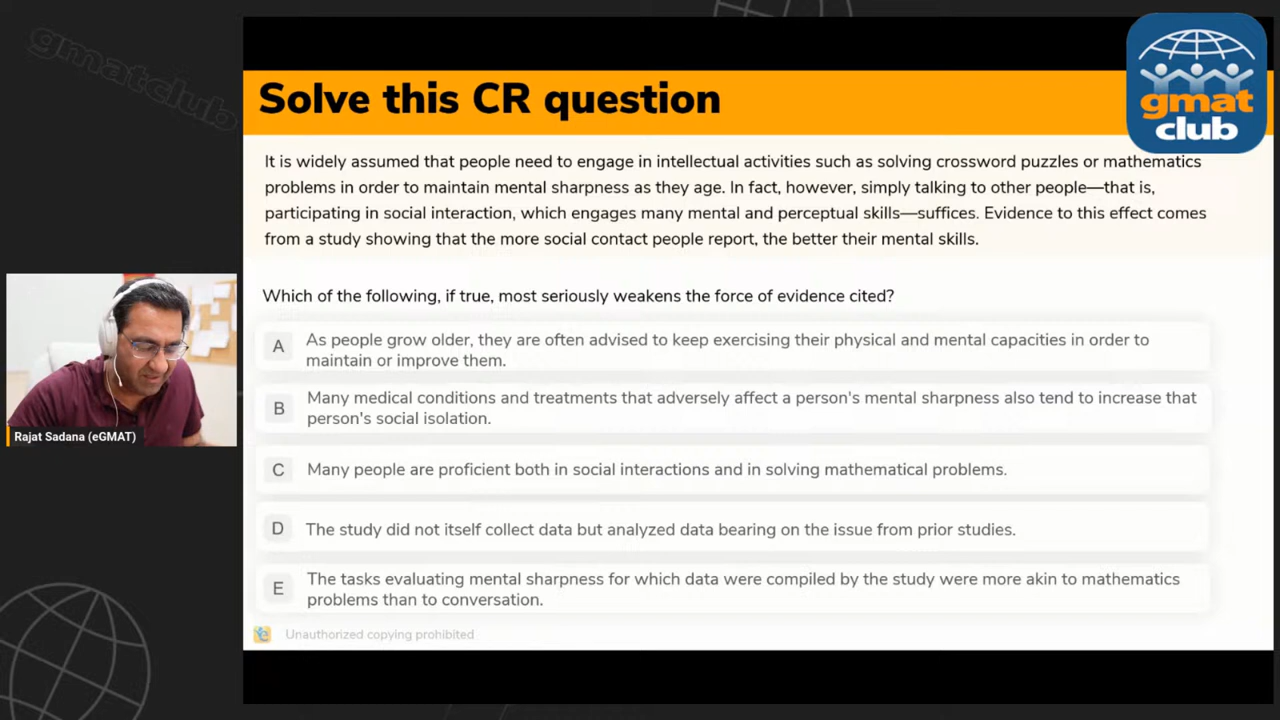 gmatclub
gmat
club
Solve this CR question
It is widely assumed that people need to engage in intellectual activities such as solving crossword puzzles or mathematics
problems in order to maintain mental sharpness as they age. In fact, however, simply talking to other people—that is,
participating in social interaction, which engages many mental and perceptual skills—suffices. Evidence to this effect comes
from a study showing that the more social contact people report, the better their mental skills.
Which of the following, if true, most seriously weakens the force of evidence cited?
A
As people grow older, they are often advised to keep exercising their physical and mental capacities in order to
maintain or improve them.
B
Many medical conditions and treatments that adversely affect a person's mental sharpness also tend to increase that
person's social isolation.
C
Many people are proficient both in social interactions and in solving mathematical problems.
D
The study did not itself collect data but analyzed data bearing on the issue from prior studies.
E
The tasks evaluating mental sharpness for which data were compiled by the study were more akin to mathematics
problems than to conversation.
Unauthorized copying prohibited
Rajat Sadana (eGMAT)